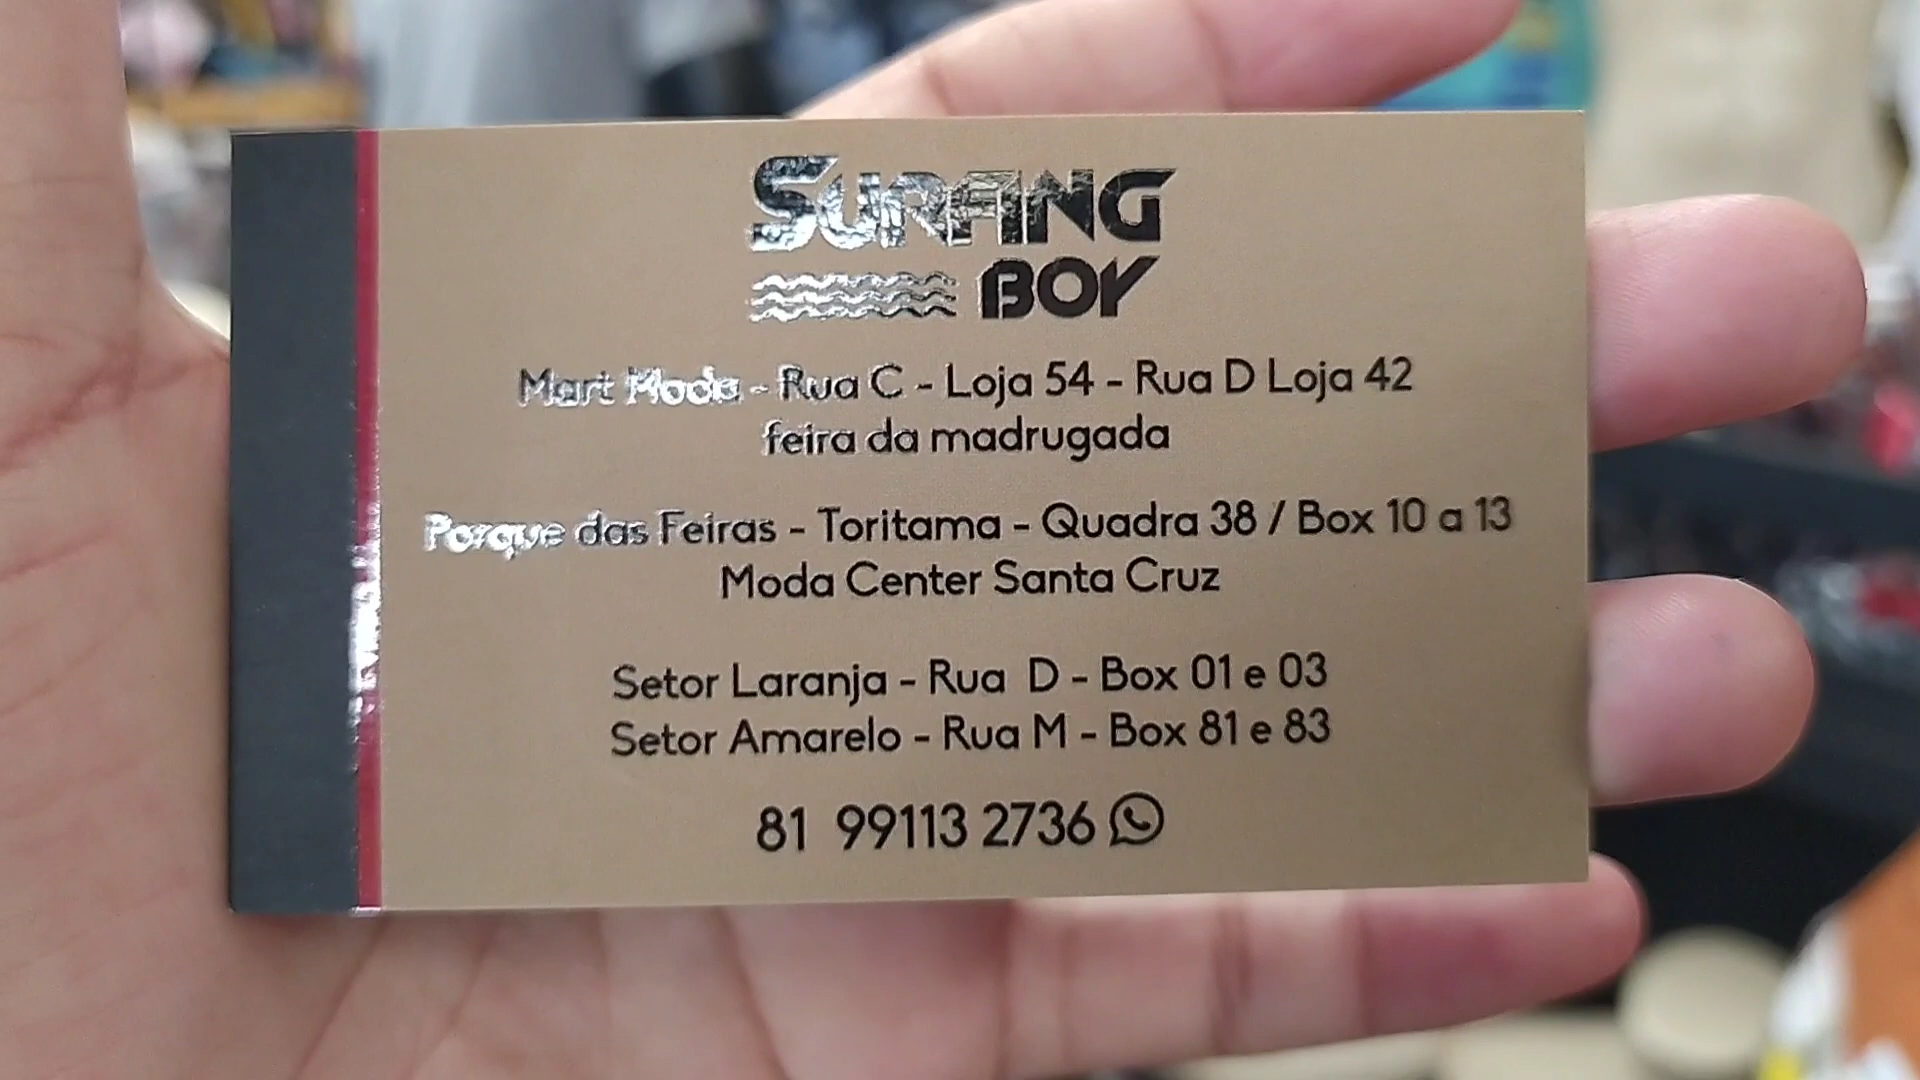 SURFING
BOY
Mart Moda - Rua C - Loja 54 - Rua D Loja 42
feira da madrugada
Parque das Feiras - Toritama - Quadra 38 / Box 10 a 13
Moda Center Santa Cruz
Setor Laranja - Rua D - Box 01 e 03
Setor Amarelo - Rua M - Box 81 e 83
81 99113 2736